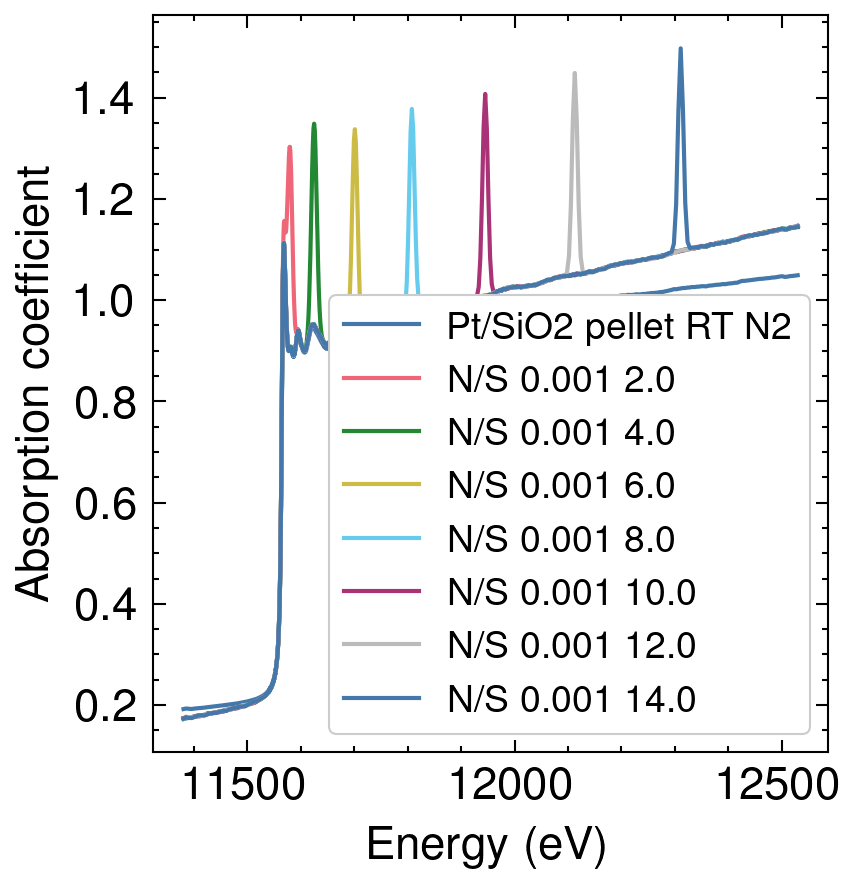 Absorption coefficient
1.4
1.2
1.0
0.8
0.6
0.4
0.2
Pt/SiO2 pellet RT N2
N/S 0.001 2.0
N/S 0.001 4.0
N/S 0.001 6.0
N/S 0.001 8.0
N/S 0.001 10.0
N/S 0.001 12.0
N/S 0.001 14.0
11500 12000 12500
Energy (eV)